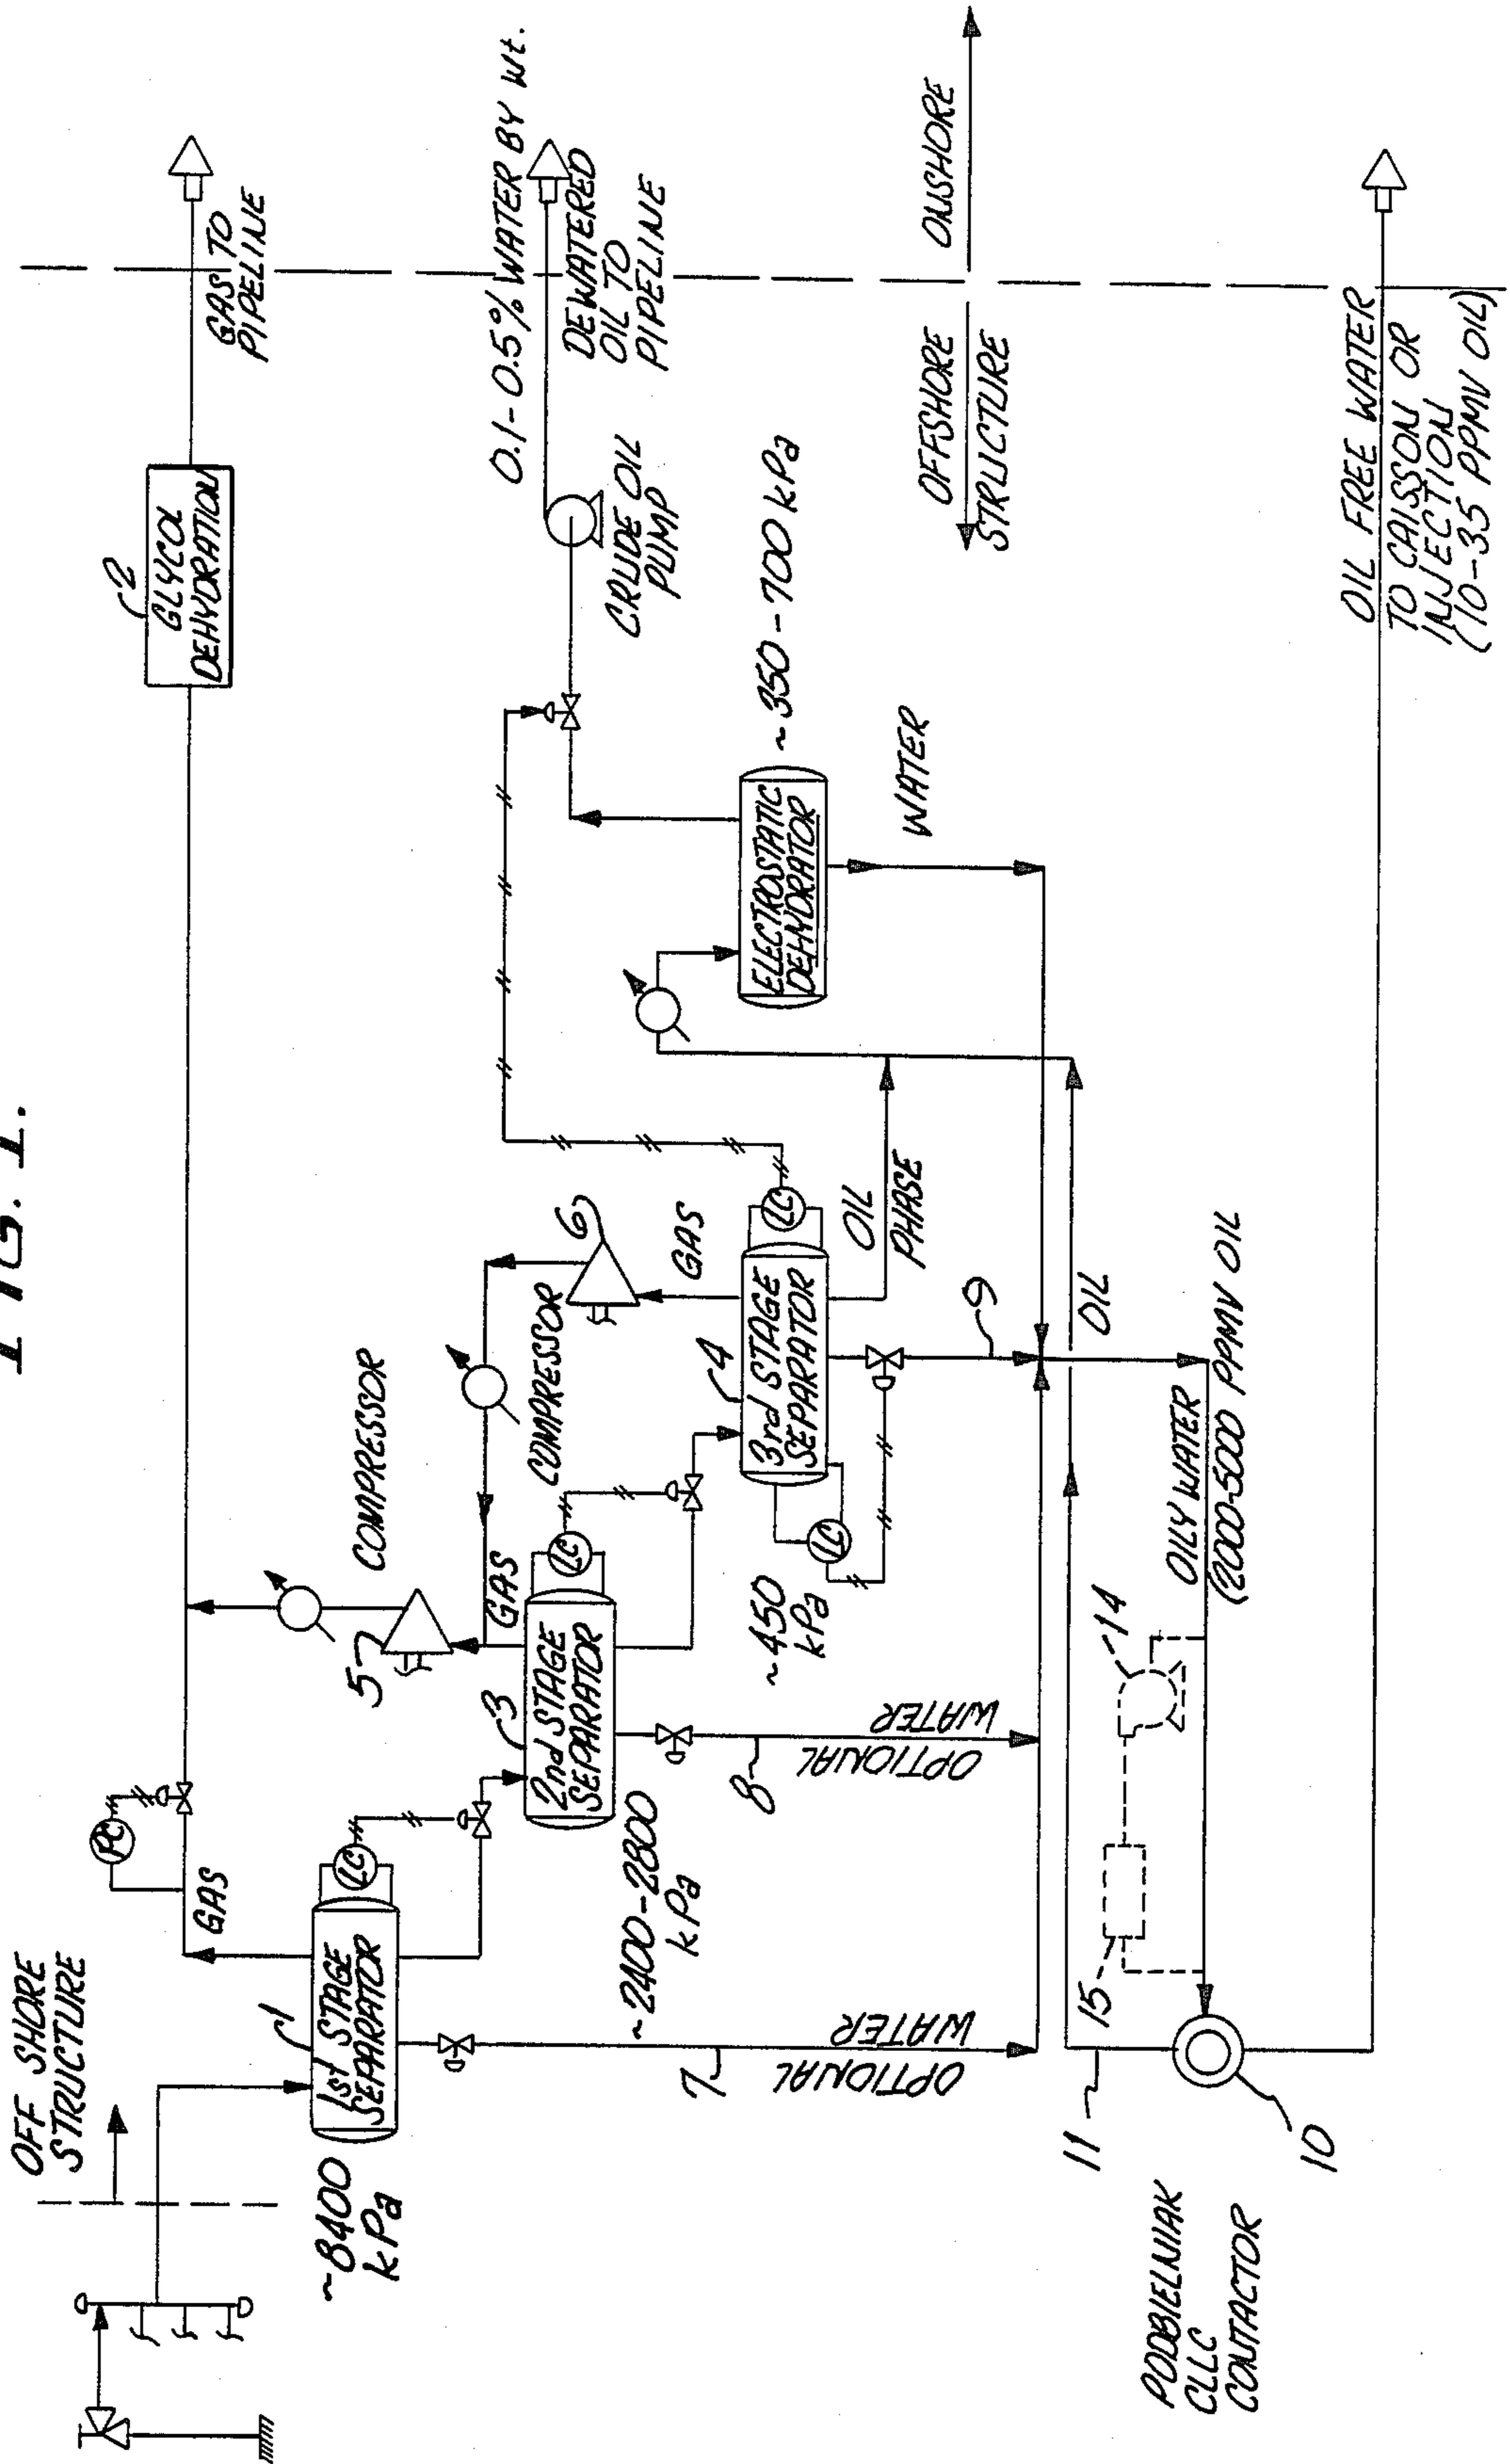 FIG. 1.
OFF SHORE
STRUCTURE
~8400
kPa
1
1st STAGE
SEPARATOR
LC
GAS
PC
2
GLYCOL
DEHYDRATION
GAS TO
PIPELINE
5
COMPRESSOR
GAS
3
2nd STAGE
SEPARATOR
LC
~2400-2800
kPa
6
COMPRESSOR
GAS
4
3rd STAGE
SEPARATOR
LC
LC
~450
kPa
OIL
PHASE
ELECTROSTATIC
DEHYDRATOR
~350-700 kPa
WATER
CRUDE OIL
PUMP
0.1-0.5% WATER BY Wt.
DEWATERED
OIL TO
PIPELINE
OFFSHORE
STRUCTURE
ONSHORE
7
OPTIONAL
WATER
8
OPTIONAL
WATER
9
OIL
OILY WATER
(2000-5000 PPMV OIL
14
15
11
10
PODBIELNIAK
CLLC
CONTACTOR
OIL FREE WATER
TO CAISSON OR
INJECTION
(10-35 PPMV OIL)